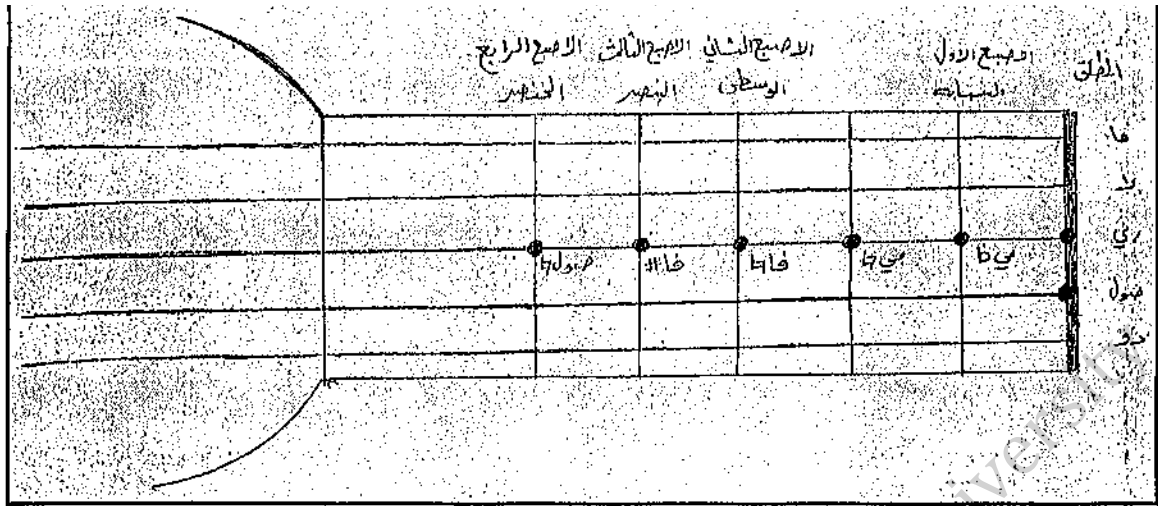 المطلق الاصبع الاول الاصبع الثاني الاصبع الثالث الاصبع الرابع
السبابة الوسطى البنصر الخنصر
فا
لا
ري
مي b مي ♮ فا ♮ فا # صول ♮
صول
دو
iversity